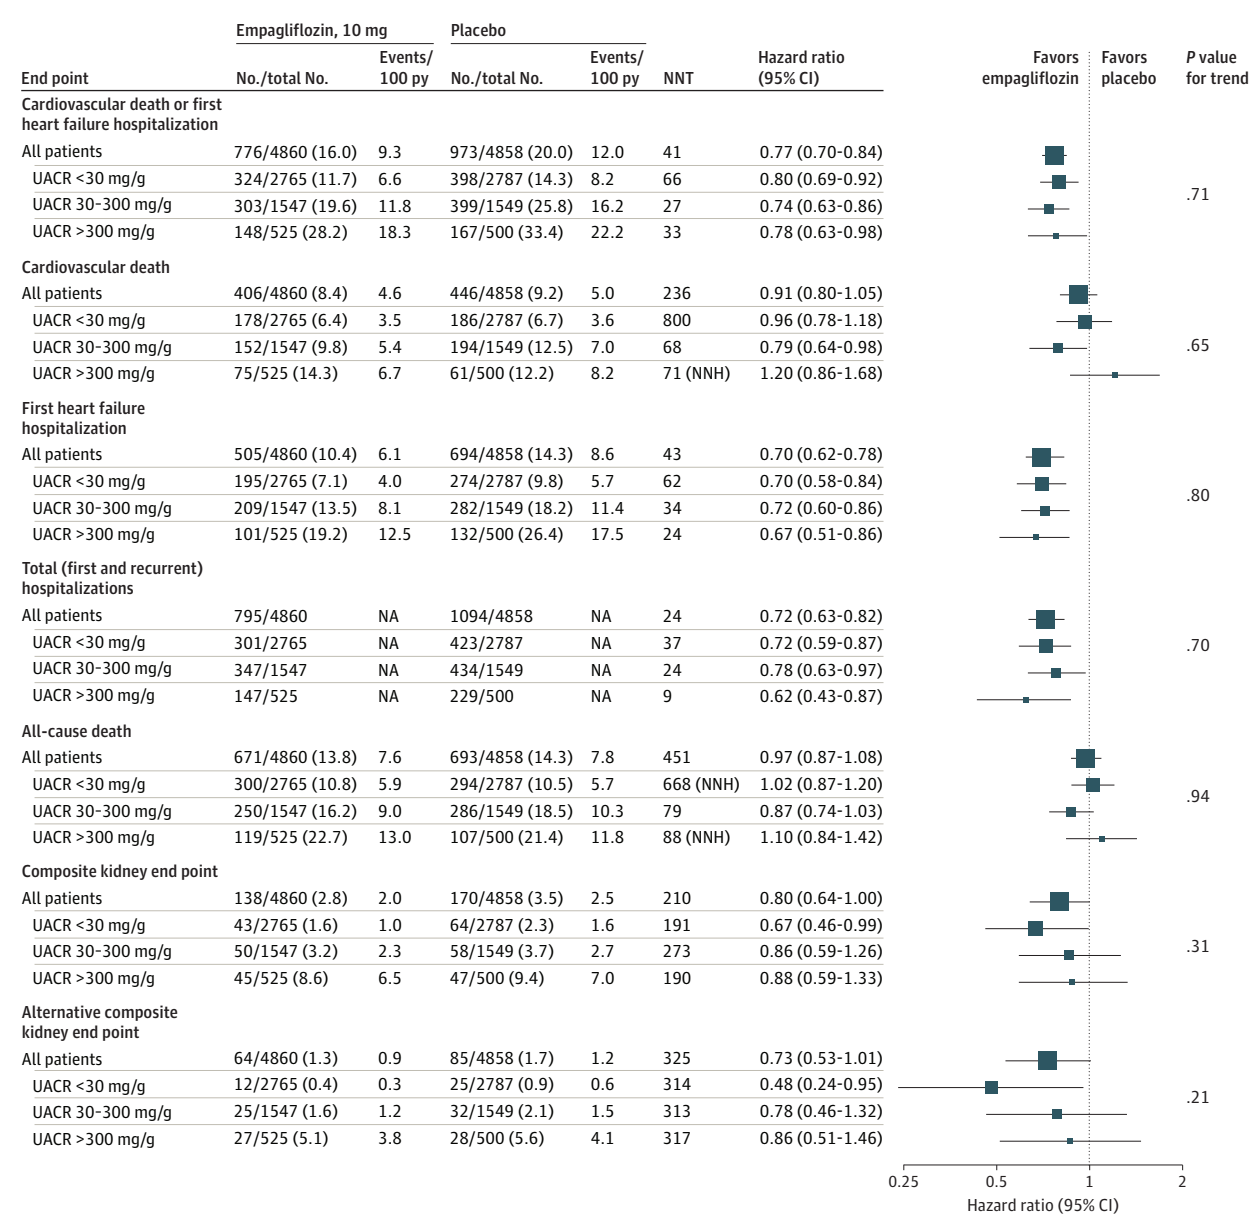 Empagliflozin, 10 mg Placebo
Events/ Events/ Hazard ratio Favors Favors P value
End point No./total No. 100 py No./total No. 100 py NNT (95% CI) empagliflozin placebo for trend
Cardiovascular death or first
heart failure hospitalization
All patients 776/4860 (16.0) 9.3 973/4858 (20.0) 12.0 41 0.77 (0.70-0.84)
UACR <30 mg/g 324/2765 (11.7) 6.6 398/2787 (14.3) 8.2 66 0.80 (0.69-0.92)
.71
UACR 30-300 mg/g 303/1547 (19.6) 11.8 399/1549 (25.8) 16.2 27 0.74 (0.63-0.86)
UACR >300 mg/g 148/525 (28.2) 18.3 167/500 (33.4) 22.2 33 0.78 (0.63-0.98)
Cardiovascular death
All patients 406/4860 (8.4) 4.6 446/4858 (9.2) 5.0 236 0.91 (0.80-1.05)
UACR <30 mg/g 178/2765 (6.4) 3.5 186/2787 (6.7) 3.6 800 0.96 (0.78-1.18)
UACR 30-300 mg/g 152/1547 (9.8) 5.4 194/1549 (12.5) 7.0 68 0.79 (0.64-0.98) .65
UACR >300 mg/g 75/525 (14.3) 6.7 61/500 (12.2) 8.2 71 (NNH) 1.20 (0.86-1.68)
First heart failure
hospitalization
All patients 505/4860 (10.4) 6.1 694/4858 (14.3) 8.6 43 0.70 (0.62-0.78)
UACR <30 mg/g 195/2765 (7.1) 4.0 274/2787 (9.8) 5.7 62 0.70 (0.58-0.84)
.80
UACR 30-300 mg/g 209/1547 (13.5) 8.1 282/1549 (18.2) 11.4 34 0.72 (0.60-0.86)
UACR >300 mg/g 101/525 (19.2) 12.5 132/500 (26.4) 17.5 24 0.67 (0.51-0.86)
Total (first and recurrent)
hospitalizations
All patients 795/4860 NA 1094/4858 NA 24 0.72 (0.63-0.82)
UACR <30 mg/g 301/2765 NA 423/2787 NA 37 0.72 (0.59-0.87) .70
UACR 30-300 mg/g 347/1547 NA 434/1549 NA 24 0.78 (0.63-0.97)
UACR >300 mg/g 147/525 NA 229/500 NA 9 0.62 (0.43-0.87)
All-cause death
All patients 671/4860 (13.8) 7.6 693/4858 (14.3) 7.8 451 0.97 (0.87-1.08)
UACR <30 mg/g 300/2765 (10.8) 5.9 294/2787 (10.5) 5.7 668 (NNH) 1.02 (0.87-1.20)
.94
UACR 30-300 mg/g 250/1547 (16.2) 9.0 286/1549 (18.5) 10.3 79 0.87 (0.74-1.03)
UACR >300 mg/g 119/525 (22.7) 13.0 107/500 (21.4) 11.8 88 (NNH) 1.10 (0.84-1.42)
Composite kidney end point
All patients 138/4860 (2.8) 2.0 170/4858 (3.5) 2.5 210 0.80 (0.64-1.00)
UACR <30 mg/g 43/2765 (1.6) 1.0 64/2787 (2.3) 1.6 191 0.67 (0.46-0.99)
UACR 30-300 mg/g 50/1547 (3.2) 2.3 58/1549 (3.7) 2.7 273 0.86 (0.59-1.26) .31
UACR >300 mg/g 45/525 (8.6) 6.5 47/500 (9.4) 7.0 190 0.88 (0.59-1.33)
Alternative composite
kidney end point
All patients 64/4860 (1.3) 0.9 85/4858 (1.7) 1.2 325 0.73 (0.53-1.01)
UACR <30 mg/g 12/2765 (0.4) 0.3 25/2787 (0.9) 0.6 314 0.48 (0.24-0.95)
.21
UACR 30-300 mg/g 25/1547 (1.6) 1.2 32/1549 (2.1) 1.5 313 0.78 (0.46-1.32)
UACR >300 mg/g 27/525 (5.1) 3.8 28/500 (5.6) 4.1 317 0.86 (0.51-1.46)
0.25 0.5 1 2
Hazard ratio (95% CI)